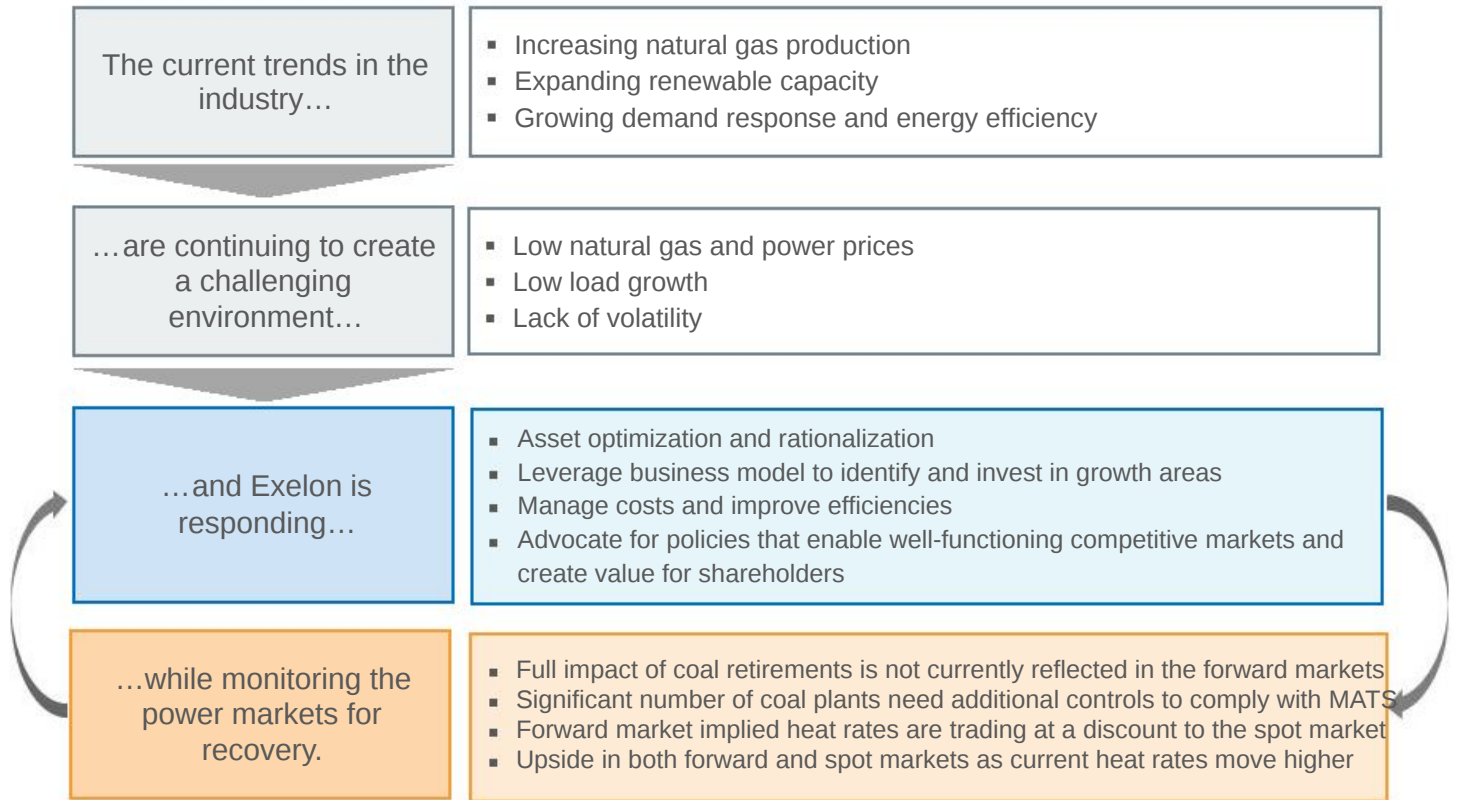 The current trends in the
industry…
▪ Increasing natural gas production
▪ Expanding renewable capacity
▪ Growing demand response and energy efficiency
…are continuing to create
a challenging
environment…
▪ Low natural gas and power prices
▪ Low load growth
▪ Lack of volatility
…and Exelon is
responding…
▪ Asset optimization and rationalization
▪ Leverage business model to identify and invest in growth areas
▪ Manage costs and improve efficiencies
▪ Advocate for policies that enable well-functioning competitive markets and
create value for shareholders
…while monitoring the
power markets for
recovery.
▪ Full impact of coal retirements is not currently reflected in the forward markets
▪ Significant number of coal plants need additional controls to comply with MATS
▪ Forward market implied heat rates are trading at a discount to the spot market
▪ Upside in both forward and spot markets as current heat rates move higher